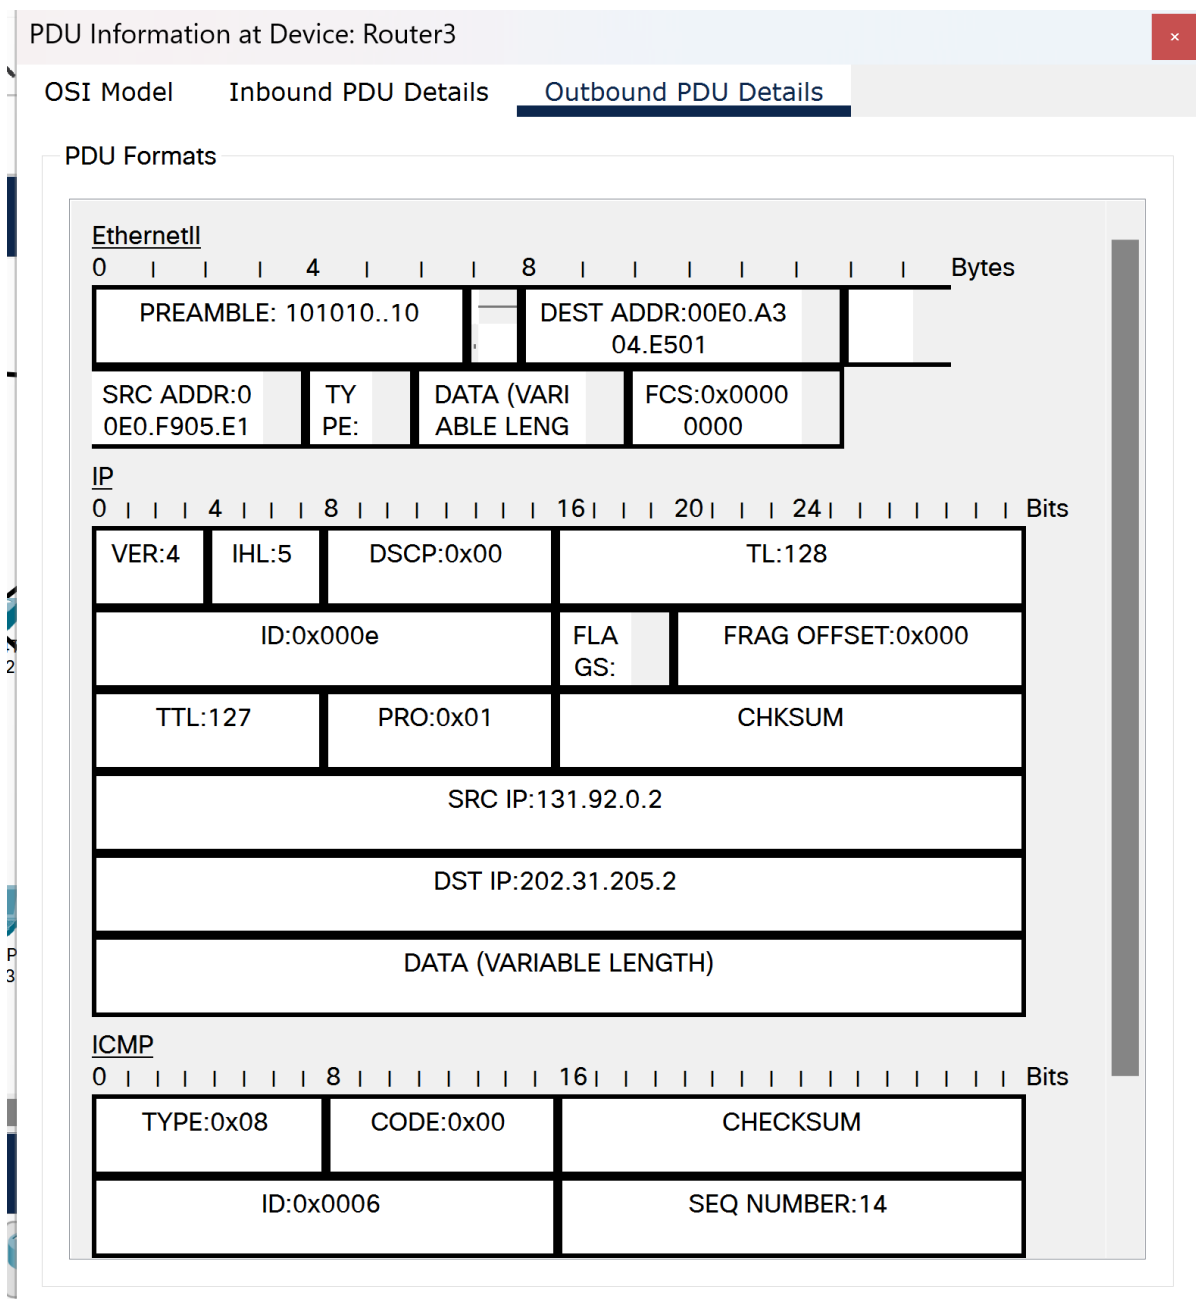 PDU Information at Device: Router3
×
OSI Model Inbound PDU Details Outbound PDU Details
PDU Formats
EthernetII
0 4 8 Bytes
PREAMBLE: 101010..10 DEST ADDR:00E0.A3
04.E501
SRC ADDR:0 TY DATA (VARI FCS:0x0000
0E0.F905.E1 PE: ABLE LENG 0000
IP
0 4 8 16 20 24 Bits
VER:4 IHL:5 DSCP:0x00 TL:128
ID:0x000e FLA FRAG OFFSET:0x000
GS:
TTL:127 PRO:0x01 CHKSUM
SRC IP:131.92.0.2
DST IP:202.31.205.2
DATA (VARIABLE LENGTH)
ICMP
0 8 16 Bits
TYPE:0x08 CODE:0x00 CHECKSUM
ID:0x0006 SEQ NUMBER:14
2
P
3